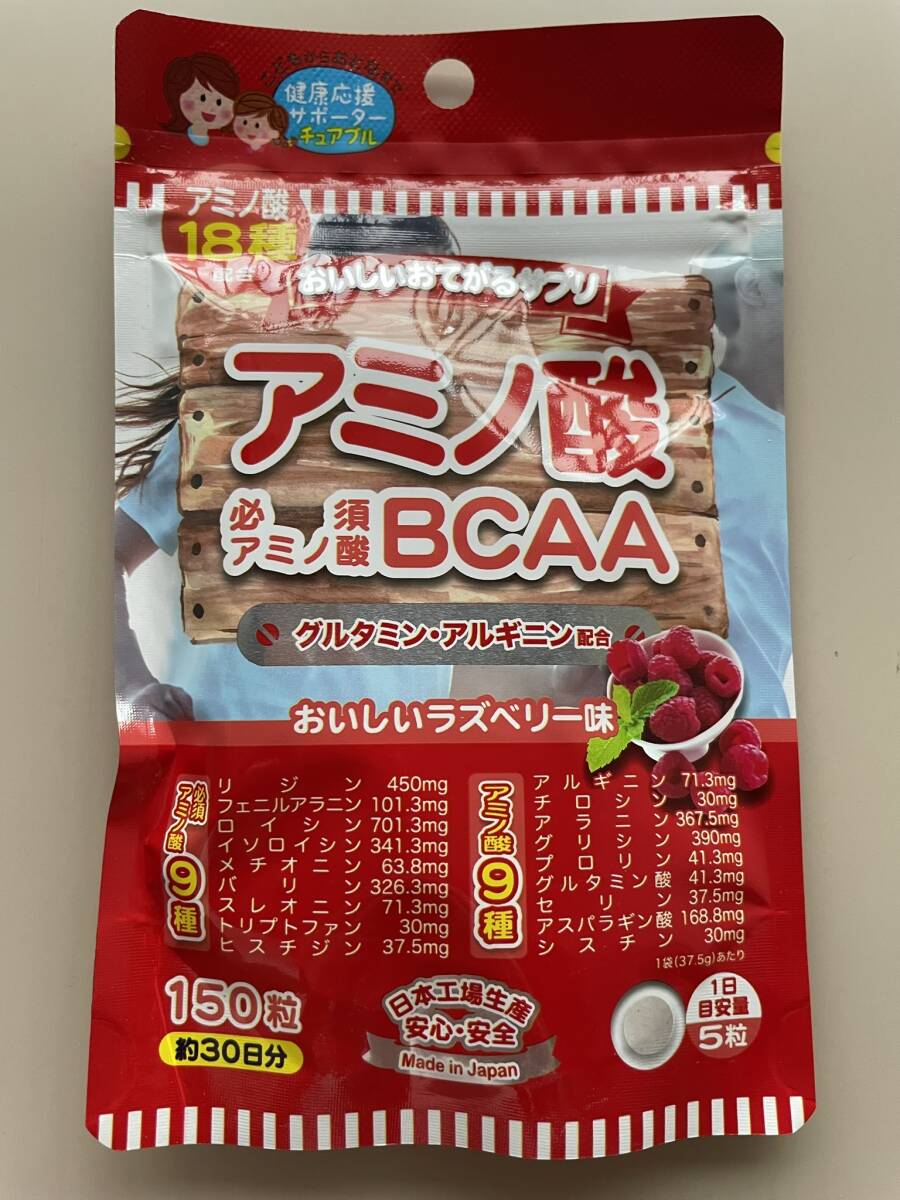 こどもからおとなまで
健康応援
サポーター
チュアブル
アミノ酸
18種
配合
おいしいおてがるサプリ
アミノ酸
必須
アミノ酸
BCAA
グルタミン・アルギニン配合
おいしいラズベリー味
必須
アミノ酸
9種
リジン 450mg
フェニルアラニン 101.3mg
ロイシン 701.3mg
イソロイシン 341.3mg
メチオニン 63.8mg
バリン 326.3mg
スレオニン 71.3mg
トリプトファン 30mg
ヒスチジン 37.5mg
アミノ酸
9種
アルギニン 71.3mg
チロシン 30mg
アラニン 367.5mg
グリシン 390mg
プロリン 41.3mg
グルタミン酸 41.3mg
セリン 37.5mg
アスパラギン酸 168.8mg
シスチン 30mg
1袋(37.5g)あたり
150粒
約30日分
日本工場生産
安心・安全
Made in Japan
1日
目安量
5粒